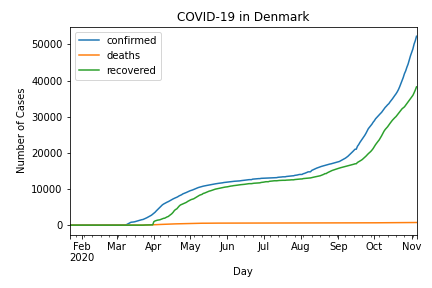 COVID-19 in Denmark
confirmed
deaths
recovered
Number of Cases
50000
40000
30000
20000
10000
0
Feb Mar Apr May Jun Jul Aug Sep Oct Nov
2020
Day